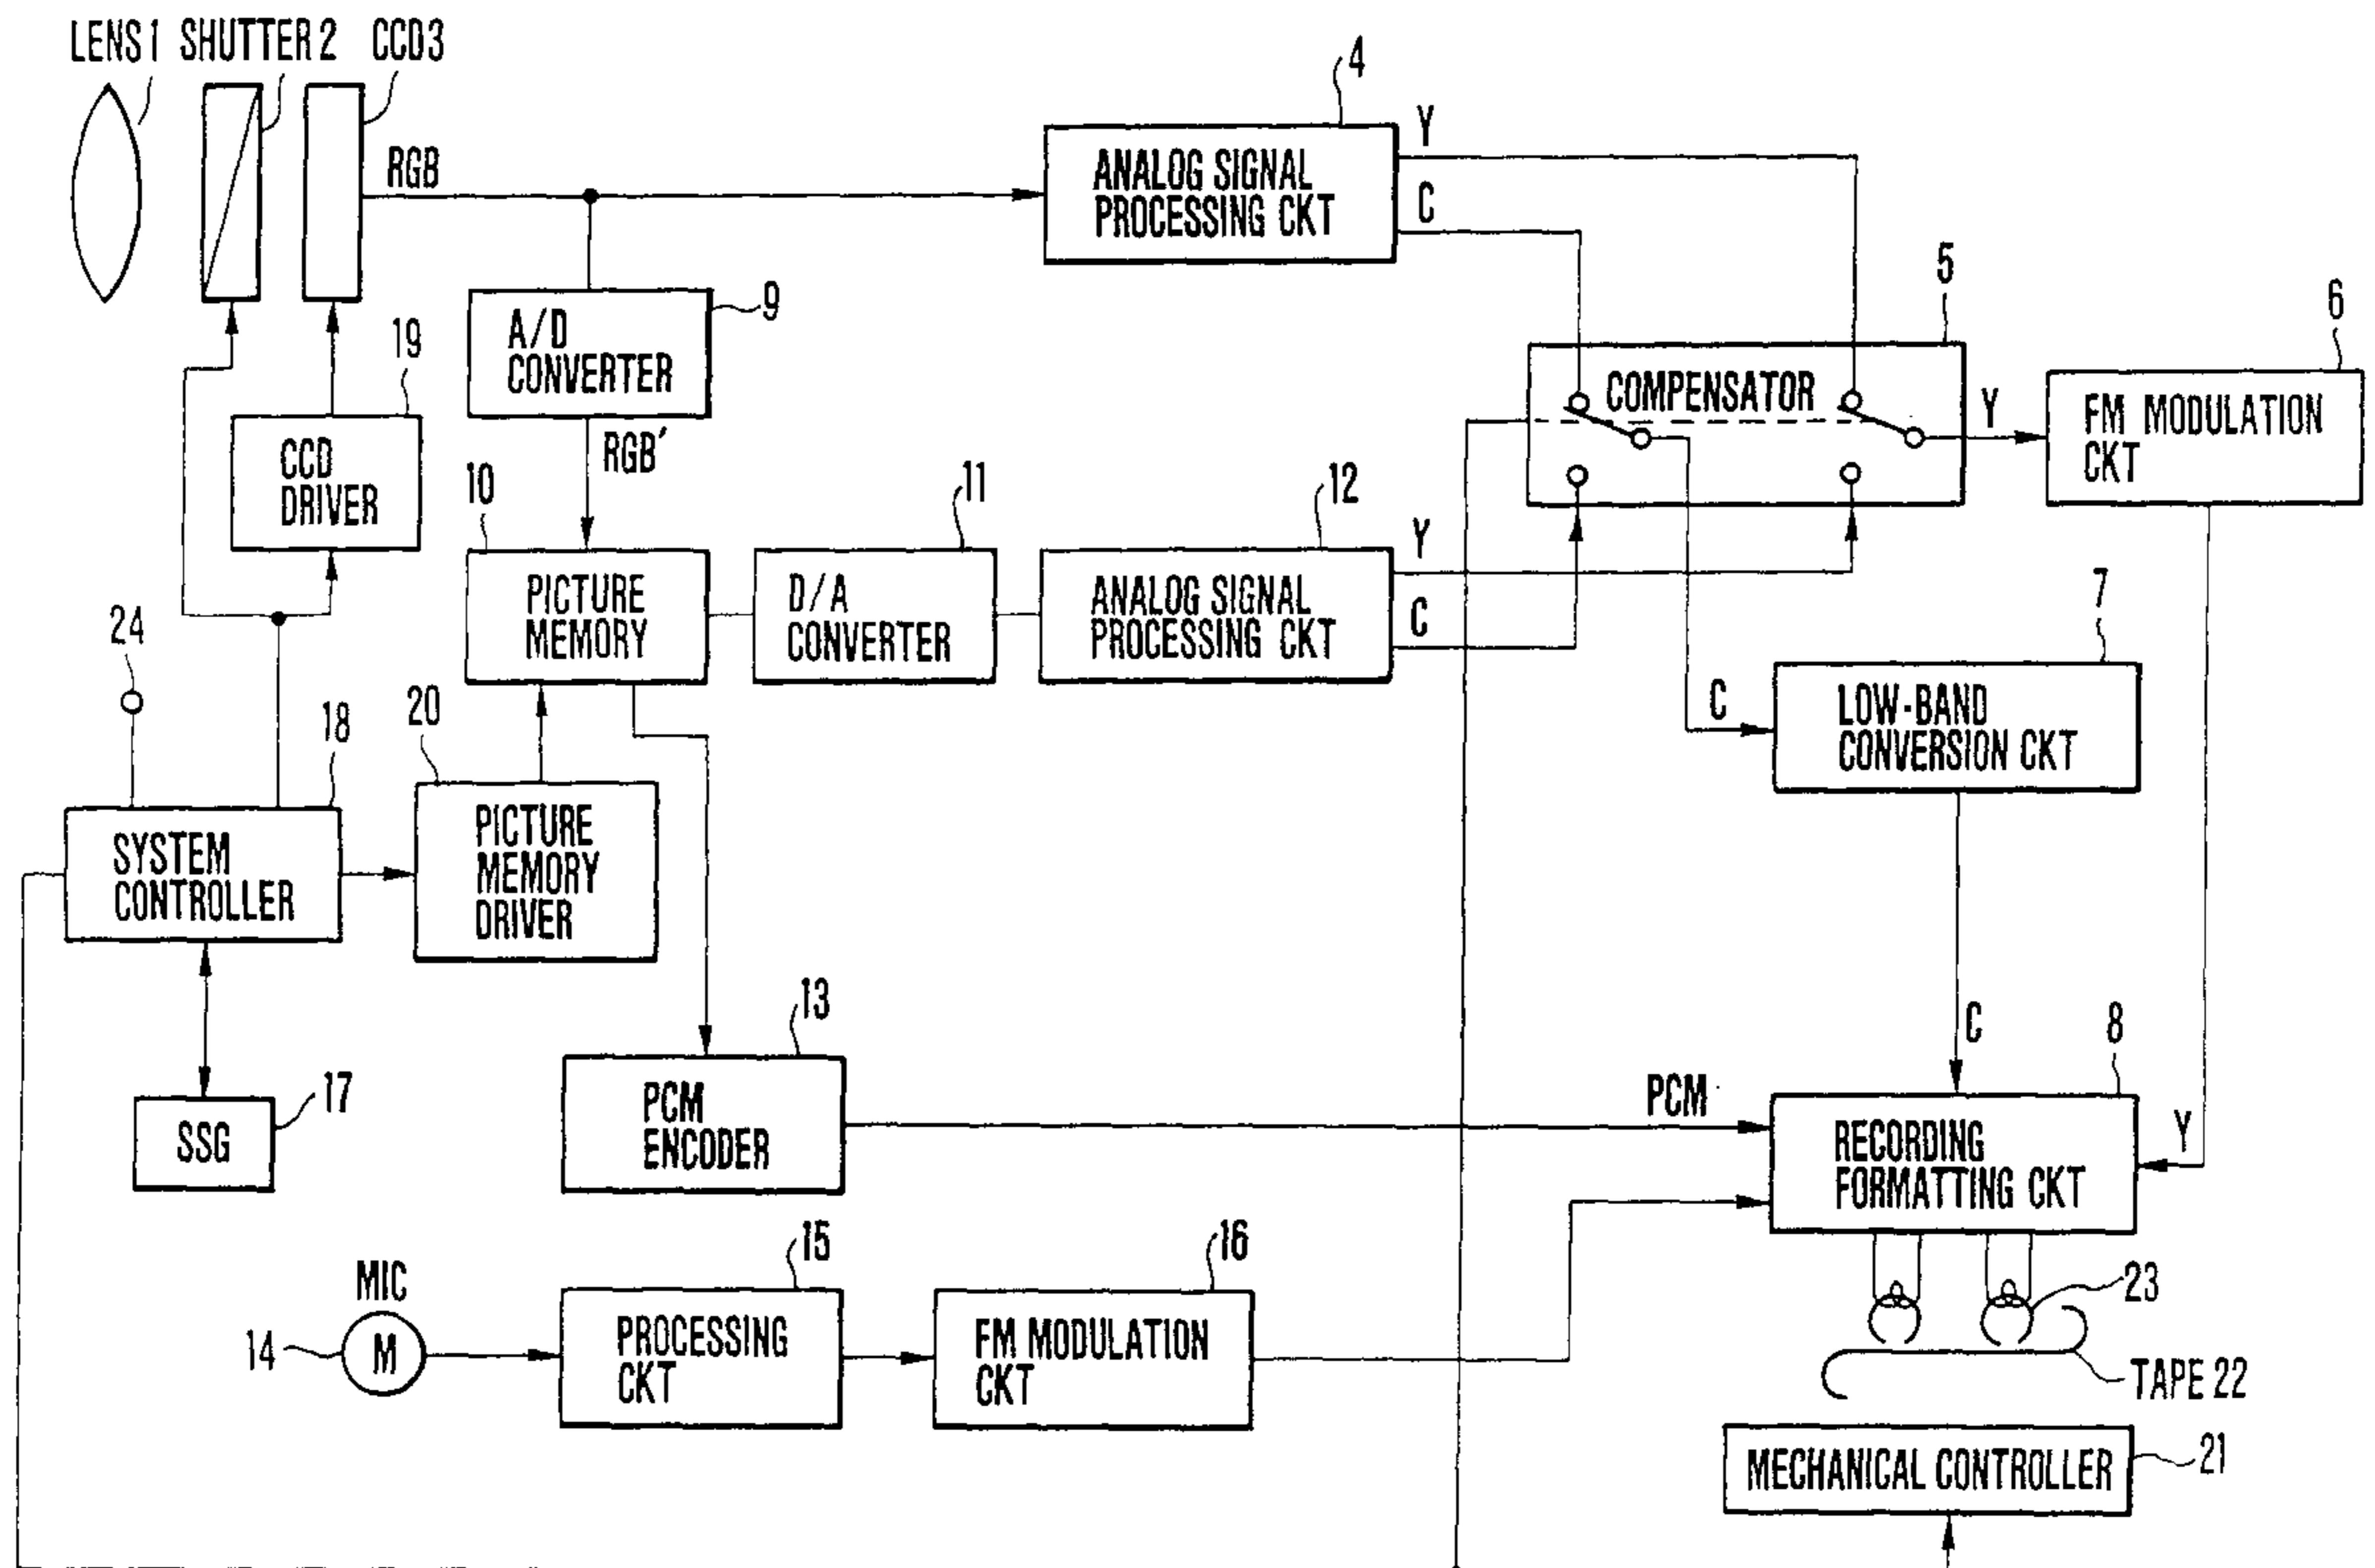 LENS 1 SHUTTER 2 CCD3
4
RGB
Y
ANALOG SIGNAL
PROCESSING CKT
C
5
6
9
A/D
CONVERTER
19
COMPENSATOR
Y
FM MODULATION
CKT
RGB'
CCD
DRIVER
10
11
12
Y
PICTURE
MEMORY
D/A
CONVERTER
ANALOG SIGNAL
PROCESSING CKT
C
7
24
18
20
C
LOW-BAND
CONVERSION CKT
SYSTEM
CONTROLLER
PICTURE
MEMORY
DRIVER
13
C
8
17
PCM
ENCODER
PCM
RECORDING
FORMATTING CKT
Y
SSG
15
16
MIC
23
14
M
PROCESSING
CKT
FM MODULATION
CKT
TAPE 22
MECHANICAL CONTROLLER
21